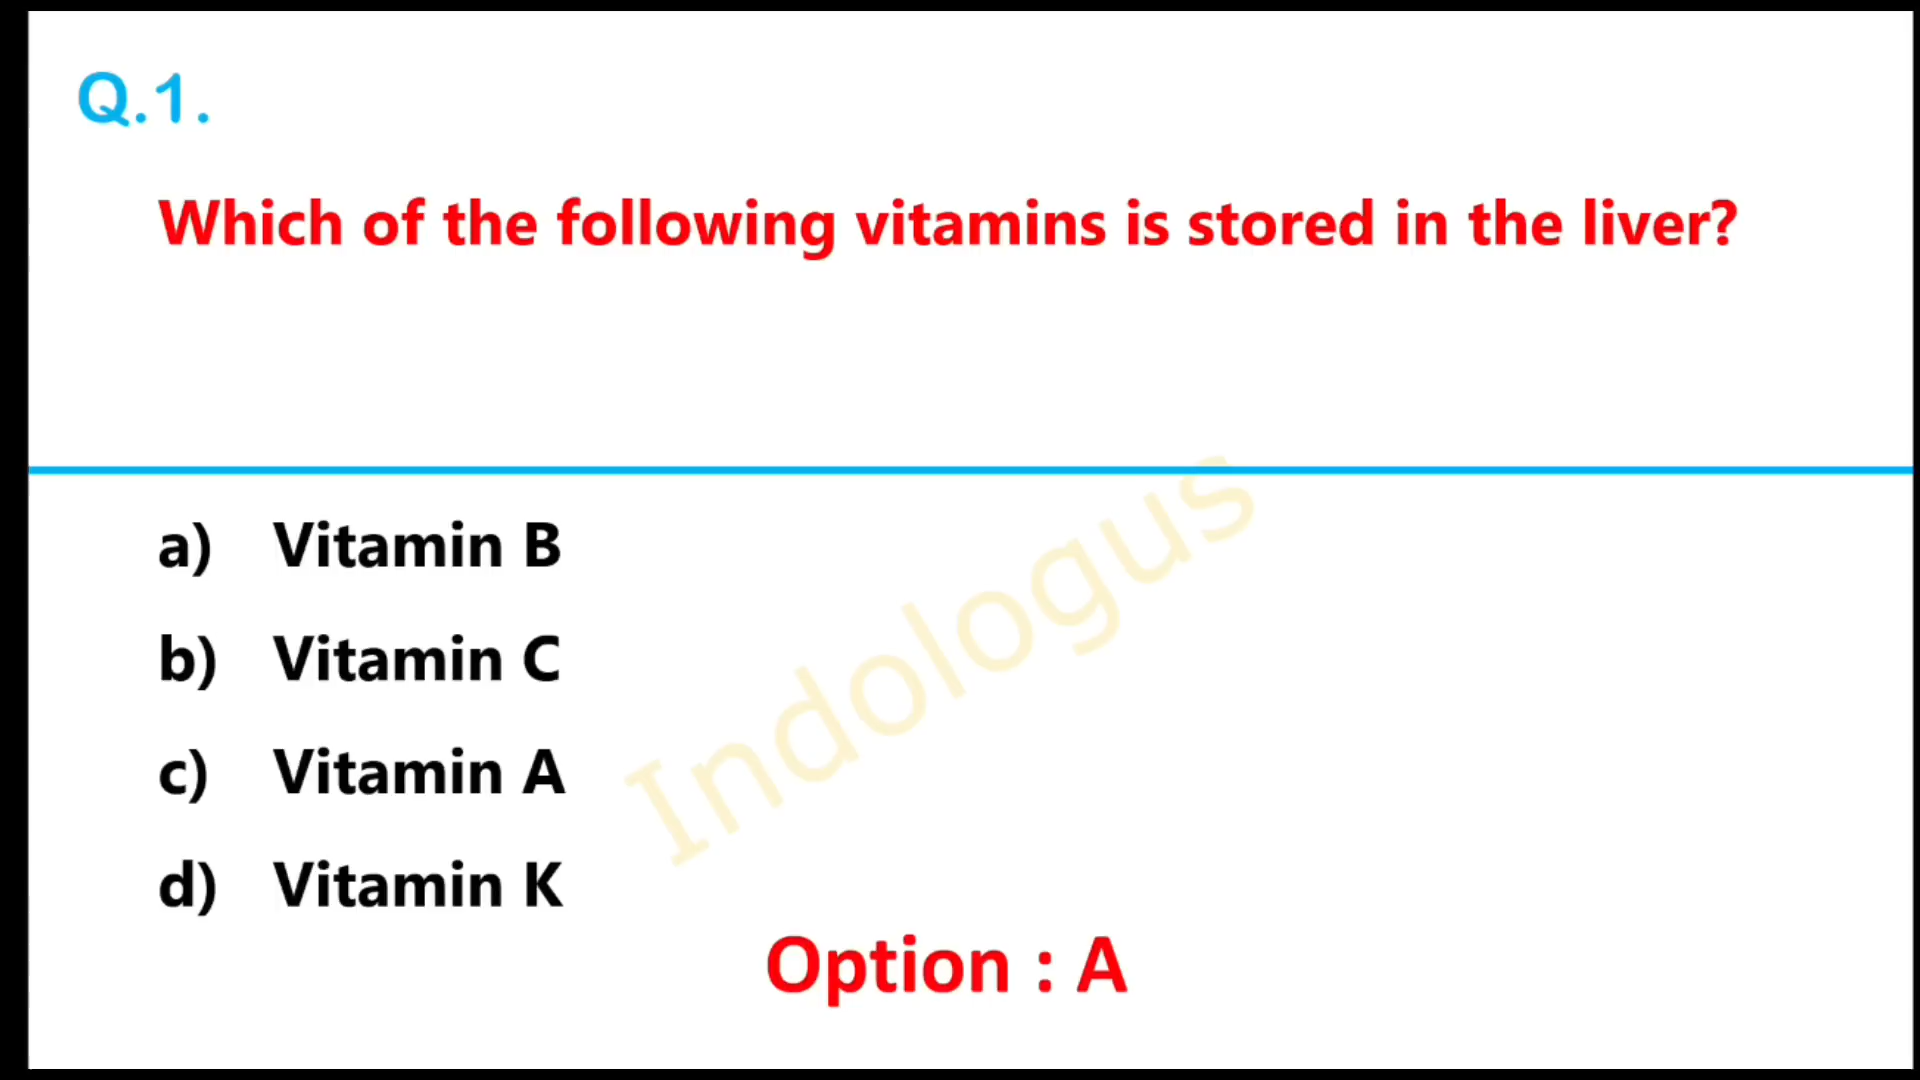 Q.1.
Which of the following vitamins is stored in the liver?
a) Vitamin B
b) Vitamin C
c) Vitamin A
d) Vitamin K
Indologus
Option : A